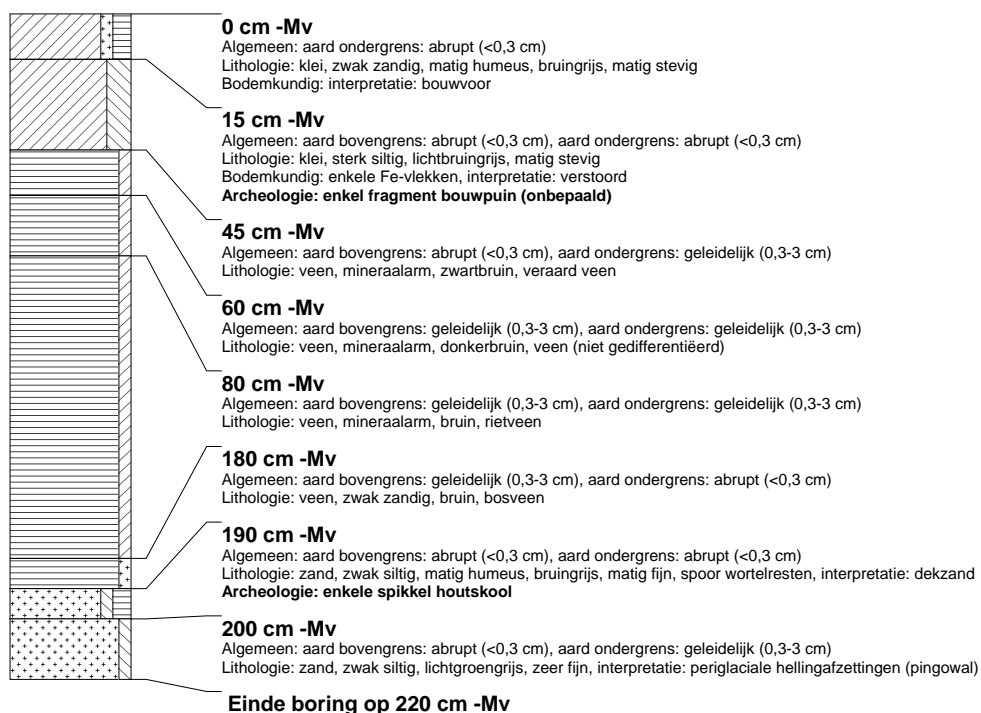 0 cm -Mv
Algemeen: aard ondergrens: abrupt (<0,3 cm)
Lithologie: klei, zwak zandig, matig humeus, bruingrijs, matig stevig
Bodemkundig: interpretatie: bouwvoor
15 cm -Mv
Algemeen: aard bovengrens: abrupt (<0,3 cm), aard ondergrens: abrupt (<0,3 cm)
Lithologie: klei, sterk siltig, lichtbruingrijs, matig stevig
Bodemkundig: enkele Fe-vlekken, interpretatie: verstoord
Archeologie: enkel fragment bouwpuin (onbepaald)
45 cm -Mv
Algemeen: aard bovengrens: abrupt (<0,3 cm), aard ondergrens: geleidelijk (0,3-3 cm)
Lithologie: veen, mineraalarm, zwartbruin, veraard veen
60 cm -Mv
Algemeen: aard bovengrens: geleidelijk (0,3-3 cm), aard ondergrens: geleidelijk (0,3-3 cm)
Lithologie: veen, mineraalarm, donkerbruin, veen (niet gedifferentiëerd)
80 cm -Mv
Algemeen: aard bovengrens: geleidelijk (0,3-3 cm), aard ondergrens: geleidelijk (0,3-3 cm)
Lithologie: veen, mineraalarm, bruin, rietveen
180 cm -Mv
Algemeen: aard bovengrens: geleidelijk (0,3-3 cm), aard ondergrens: abrupt (<0,3 cm)
Lithologie: veen, zwak zandig, bruin, bosveen
190 cm -Mv
Algemeen: aard bovengrens: abrupt (<0,3 cm), aard ondergrens: abrupt (<0,3 cm)
Lithologie: zand, zwak siltig, matig humeus, bruingrijs, matig fijn, spoor wortelresten, interpretatie: dekzand
Archeologie: enkele spikkel houtskool
200 cm -Mv
Algemeen: aard bovengrens: abrupt (<0,3 cm), aard ondergrens: geleidelijk (0,3-3 cm)
Lithologie: zand, zwak siltig, lichtgroengrijs, zeer fijn, interpretatie: periglaciale hellingafzettingen (pingowal)
Einde boring op 220 cm -Mv